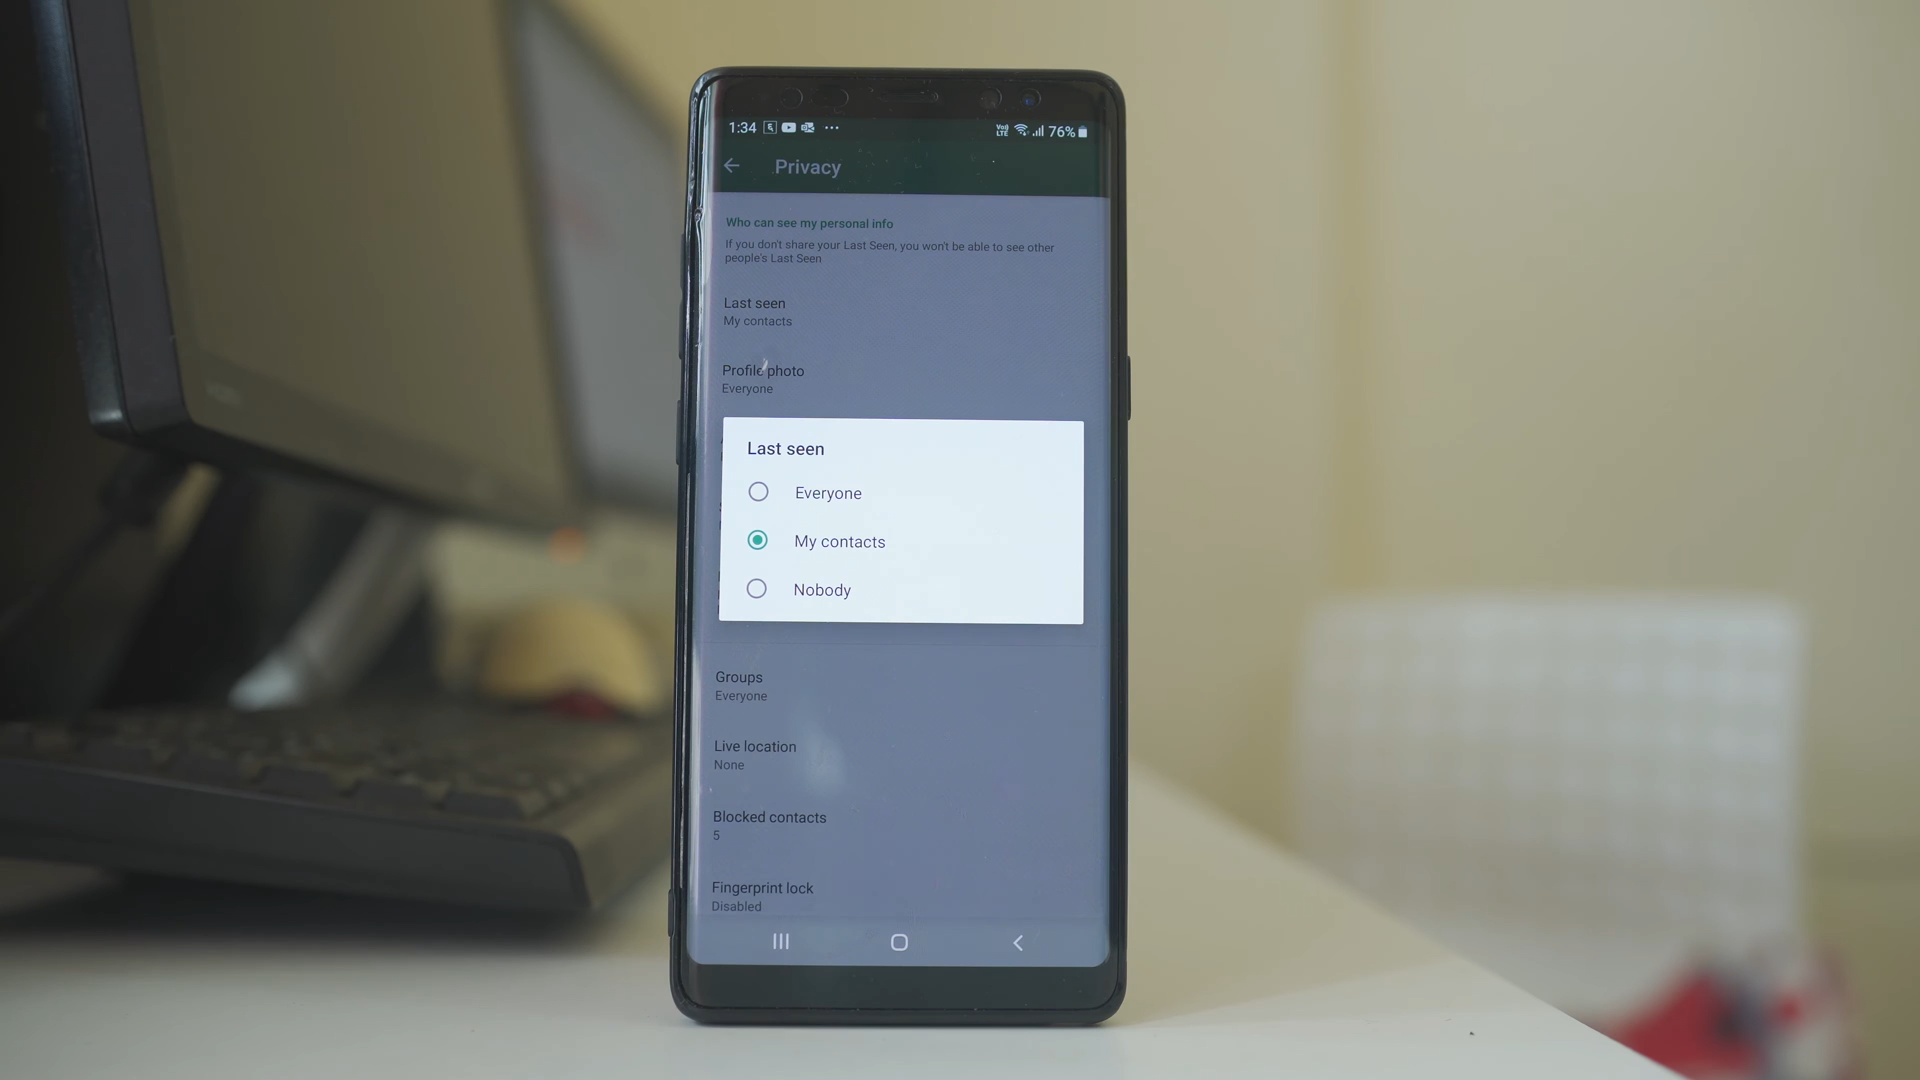 1:34
VoLTE 76%
Privacy
Who can see my personal info
If you don't share your Last Seen, you won't be able to see other
people's Last Seen
Last seen
My contacts
Profile photo
Everyone
Last seen
Everyone
My contacts
Nobody
Groups
Everyone
Live location
None
Blocked contacts
5
Fingerprint lock
Disabled